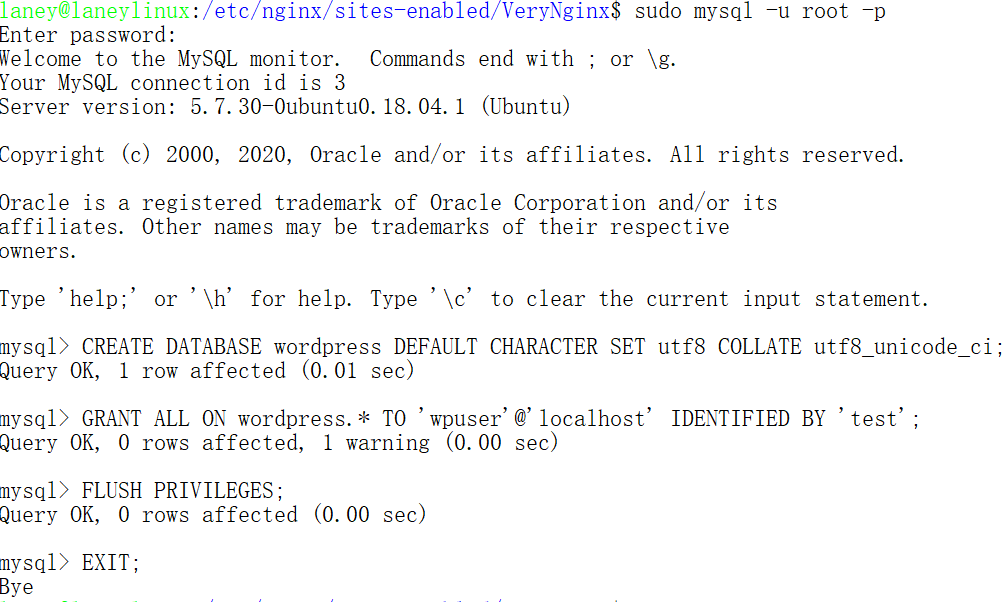 laney@laneylinux:/etc/nginx/sites-enabled/VeryNginx$ sudo mysql -u root -p
Enter password:
Welcome to the MySQL monitor.  Commands end with ; or \g.
Your MySQL connection id is 3
Server version: 5.7.30-0ubuntu0.18.04.1 (Ubuntu)
Copyright (c) 2000, 2020, Oracle and/or its affiliates. All rights reserved.
Oracle is a registered trademark of Oracle Corporation and/or its
affiliates. Other names may be trademarks of their respective
owners.
Type 'help;' or '\h' for help. Type '\c' to clear the current input statement.
mysql> CREATE DATABASE wordpress DEFAULT CHARACTER SET utf8 COLLATE utf8_unicode_ci;
Query OK, 1 row affected (0.01 sec)
mysql> GRANT ALL ON wordpress.* TO 'wpuser'@'localhost' IDENTIFIED BY 'test';
Query OK, 0 rows affected, 1 warning (0.00 sec)
mysql> FLUSH PRIVILEGES;
Query OK, 0 rows affected (0.00 sec)
mysql> EXIT;
Bye